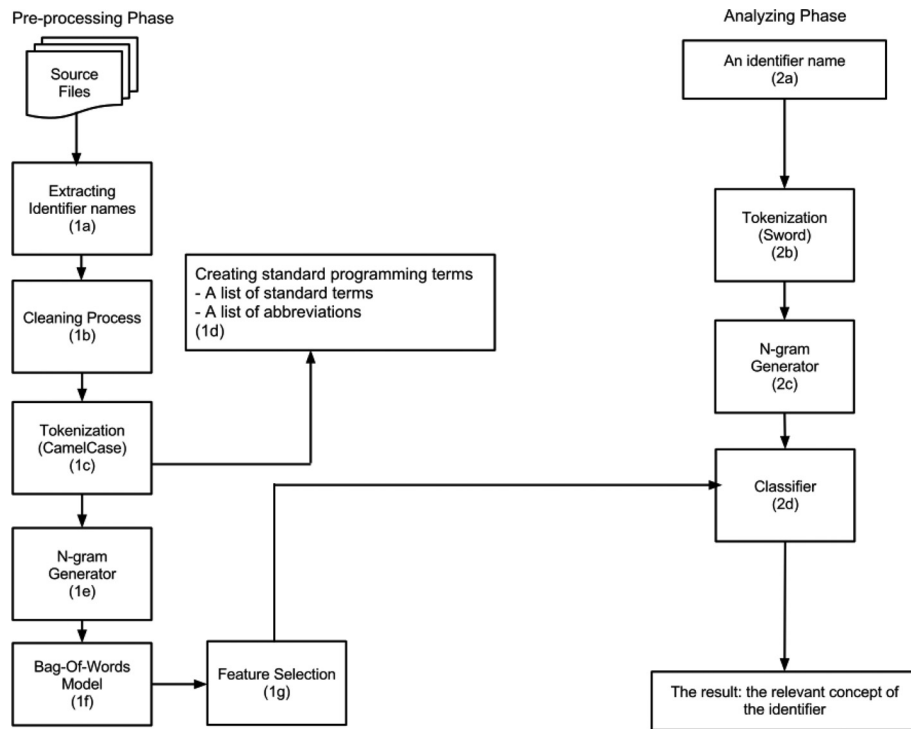 Pre-processing Phase
Source
Files
Extracting
Identifier names
(1a)
Cleaning Process
(1b)
Tokenization
(CamelCase)
(1c)
N-gram
Generator
(1e)
Bag-Of-Words
Model
(1f)
Feature Selection
(1g)
Creating standard programming terms
- A list of standard terms
- A list of abbreviations
(1d)
Analyzing Phase
An identifier name
(2a)
Tokenization
(Sword)
(2b)
N-gram
Generator
(2c)
Classifier
(2d)
The result: the relevant concept of
the identifier